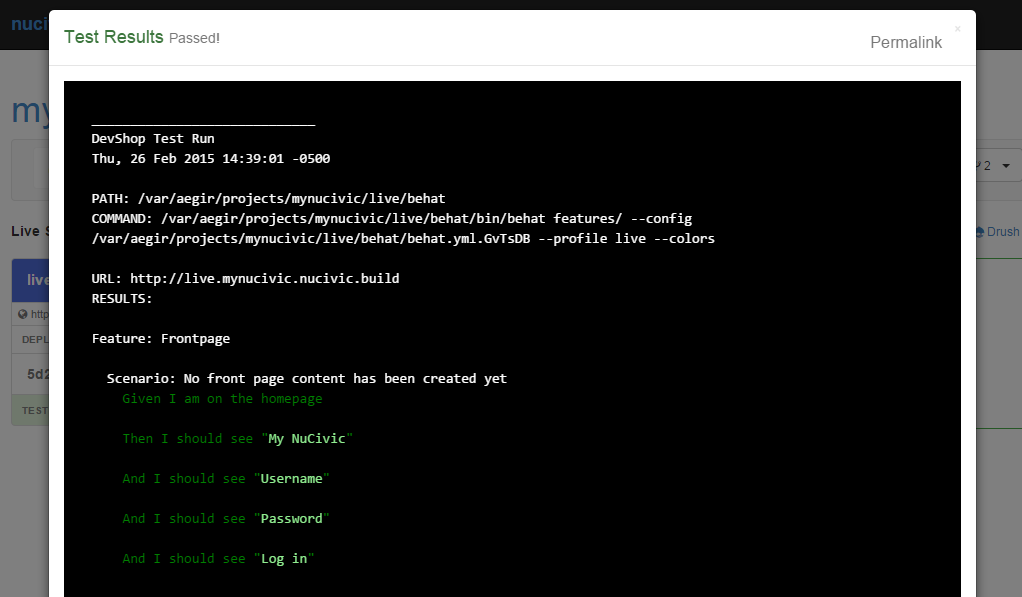 nuci
Test Results Passed!
×
Permalink
my
2
Live S
Drush
live
http
DEPL
5d2
TEST
DevShop Test Run
Thu, 26 Feb 2015 14:39:01 -0500
PATH: /var/aegir/projects/mynucivic/live/behat
COMMAND: /var/aegir/projects/mynucivic/live/behat/bin/behat features/ --config
/var/aegir/projects/mynucivic/live/behat/behat.yml.GvTsDB --profile live --colors
URL: http://live.mynucivic.nucivic.build
RESULTS:
Feature: Frontpage
Scenario: No front page content has been created yet
Given I am on the homepage
Then I should see "My NuCivic"
And I should see "Username"
And I should see "Password"
And I should see "Log in"